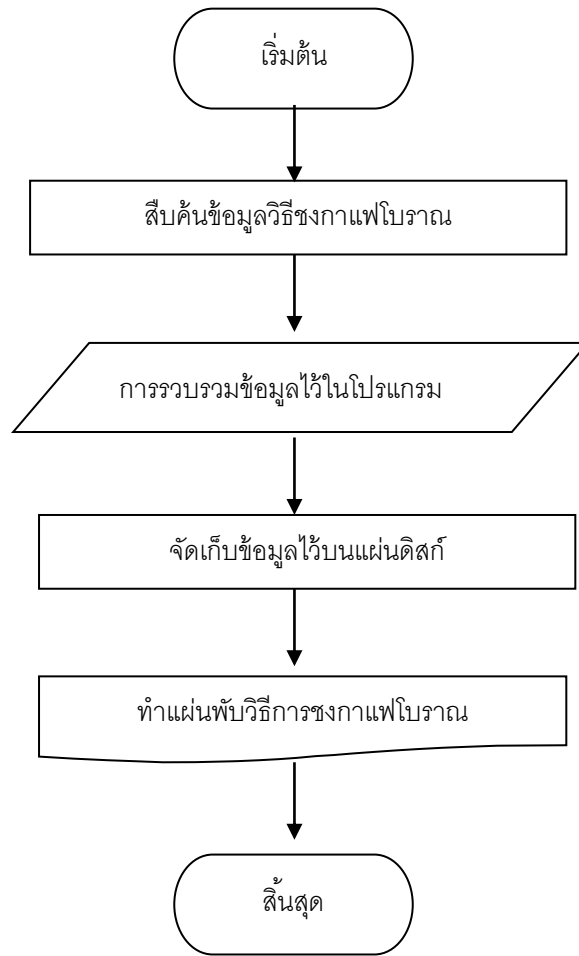 เริ่มต้น
สืบค้นข้อมูลวิธีชงกาแฟโบราณ
การรวบรวมข้อมูลไว้ในโปรแกรม
จัดเก็บข้อมูลไว้บนแผ่นดิสก์
ทำแผ่นพับวิธีการชงกาแฟโบราณ
สิ้นสุด